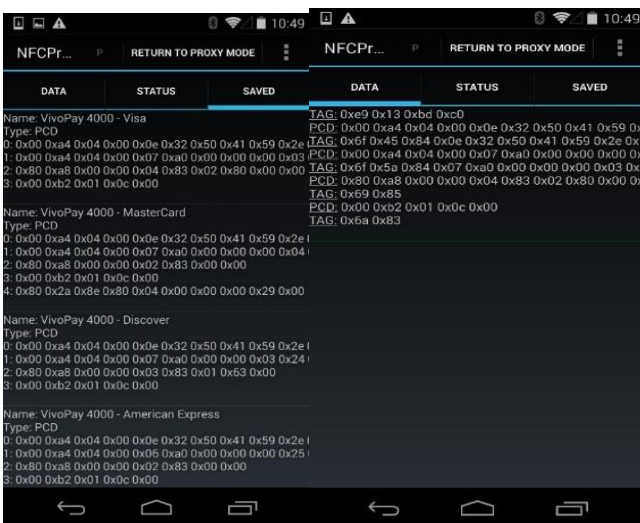 10:49
NFCPr... P RETURN TO PROXY MODE
DATA STATUS SAVED
Name: VivoPay 4000 - Visa
Type: PCD
0: 0x00 0xa4 0x04 0x00 0x0e 0x32 0x50 0x41 0x59 0x2e
1: 0x00 0xa4 0x04 0x00 0x07 0xa0 0x00 0x00 0x00 0x03
2: 0x80 0xa8 0x00 0x00 0x04 0x83 0x02 0x80 0x00 0x00
3: 0x00 0xb2 0x01 0x0c 0x00
Name: VivoPay 4000 - MasterCard
Type: PCD
0: 0x00 0xa4 0x04 0x00 0x0e 0x32 0x50 0x41 0x59 0x2e
1: 0x00 0xa4 0x04 0x00 0x07 0xa0 0x00 0x00 0x00 0x04
2: 0x80 0xa8 0x00 0x00 0x02 0x83 0x00 0x00
3: 0x00 0xb2 0x01 0x0c 0x00
4: 0x80 0x2a 0x8e 0x80 0x04 0x00 0x00 0x00 0x29 0x00
Name: VivoPay 4000 - Discover
Type: PCD
0: 0x00 0xa4 0x04 0x00 0x0e 0x32 0x50 0x41 0x59 0x2e
1: 0x00 0xa4 0x04 0x00 0x07 0xa0 0x00 0x00 0x03 0x24
2: 0x80 0xa8 0x00 0x00 0x03 0x83 0x01 0x63 0x00
3: 0x00 0xb2 0x01 0x0c 0x00
Name: VivoPay 4000 - American Express
Type: PCD
0: 0x00 0xa4 0x04 0x00 0x0e 0x32 0x50 0x41 0x59 0x2e
1: 0x00 0xa4 0x04 0x00 0x06 0xa0 0x00 0x00 0x00 0x25
2: 0x80 0xa8 0x00 0x00 0x02 0x83 0x00 0x00
3: 0x00 0xb2 0x01 0x0c 0x00
10:49
NFCPr... P RETURN TO PROXY MODE
DATA STATUS SAVED
TAG: 0xe9 0x13 0xbd 0xc0
PCD: 0x00 0xa4 0x04 0x00 0x0e 0x32 0x50 0x41 0x59 0x
TAG: 0x6f 0x45 0x84 0x0e 0x32 0x50 0x41 0x59 0x2e 0x
PCD: 0x00 0xa4 0x04 0x00 0x07 0xa0 0x00 0x00 0x00 0x
TAG: 0x6f 0x5a 0x84 0x07 0xa0 0x00 0x00 0x00 0x03 0x
PCD: 0x80 0xa8 0x00 0x00 0x04 0x83 0x02 0x80 0x00 0x
TAG: 0x69 0x85
PCD: 0x00 0xb2 0x01 0x0c 0x00
TAG: 0x6a 0x83